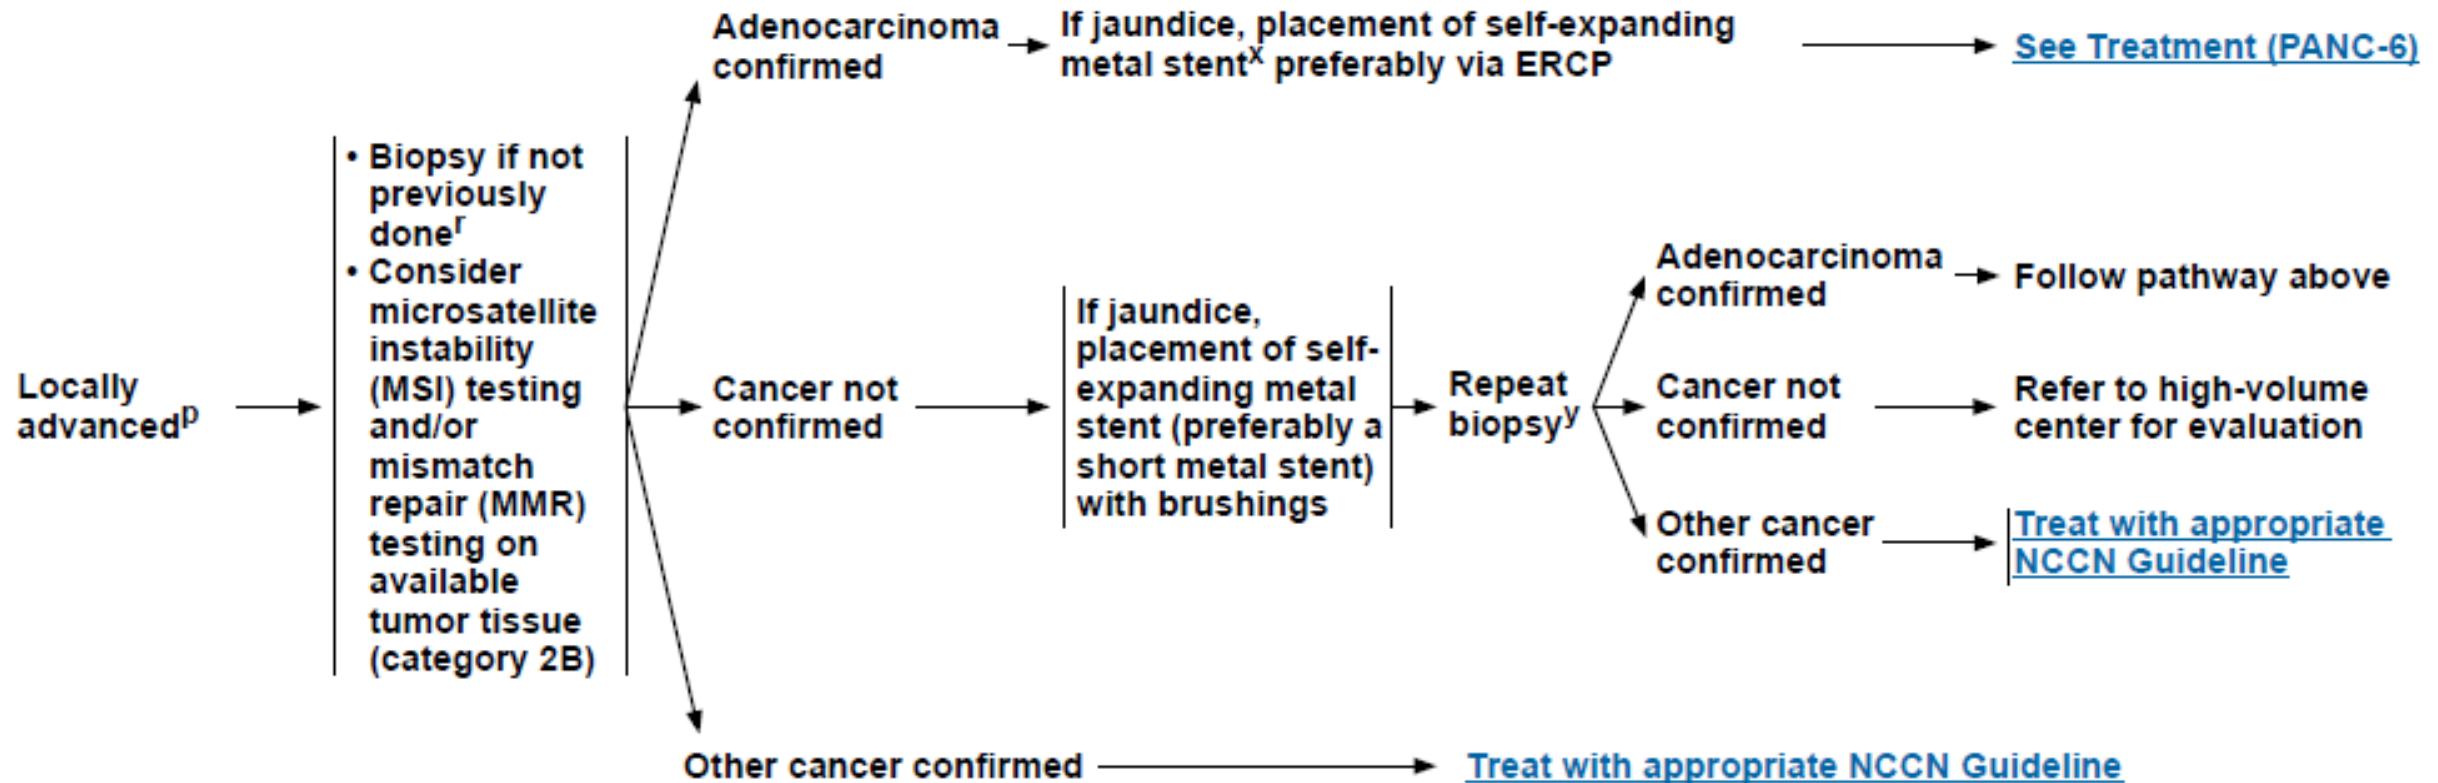 Adenocarcinoma
confirmed
If jaundice, placement of self-expanding
metal stentˣ preferably via ERCP
See Treatment (PANC-6)
Locally
advancedᵖ
• Biopsy if not
previously
doneʳ
• Consider
microsatellite
instability
(MSI) testing
and/or
mismatch
repair (MMR)
testing on
available
tumor tissue
(category 2B)
Cancer not
confirmed
If jaundice,
placement of self-
expanding metal
stent (preferably a
short metal stent)
with brushings
Repeat
biopsyʸ
Adenocarcinoma
confirmed
Follow pathway above
Cancer not
confirmed
Refer to high-volume
center for evaluation
Other cancer
confirmed
Treat with appropriate
NCCN Guideline
Other cancer confirmed
Treat with appropriate NCCN Guideline